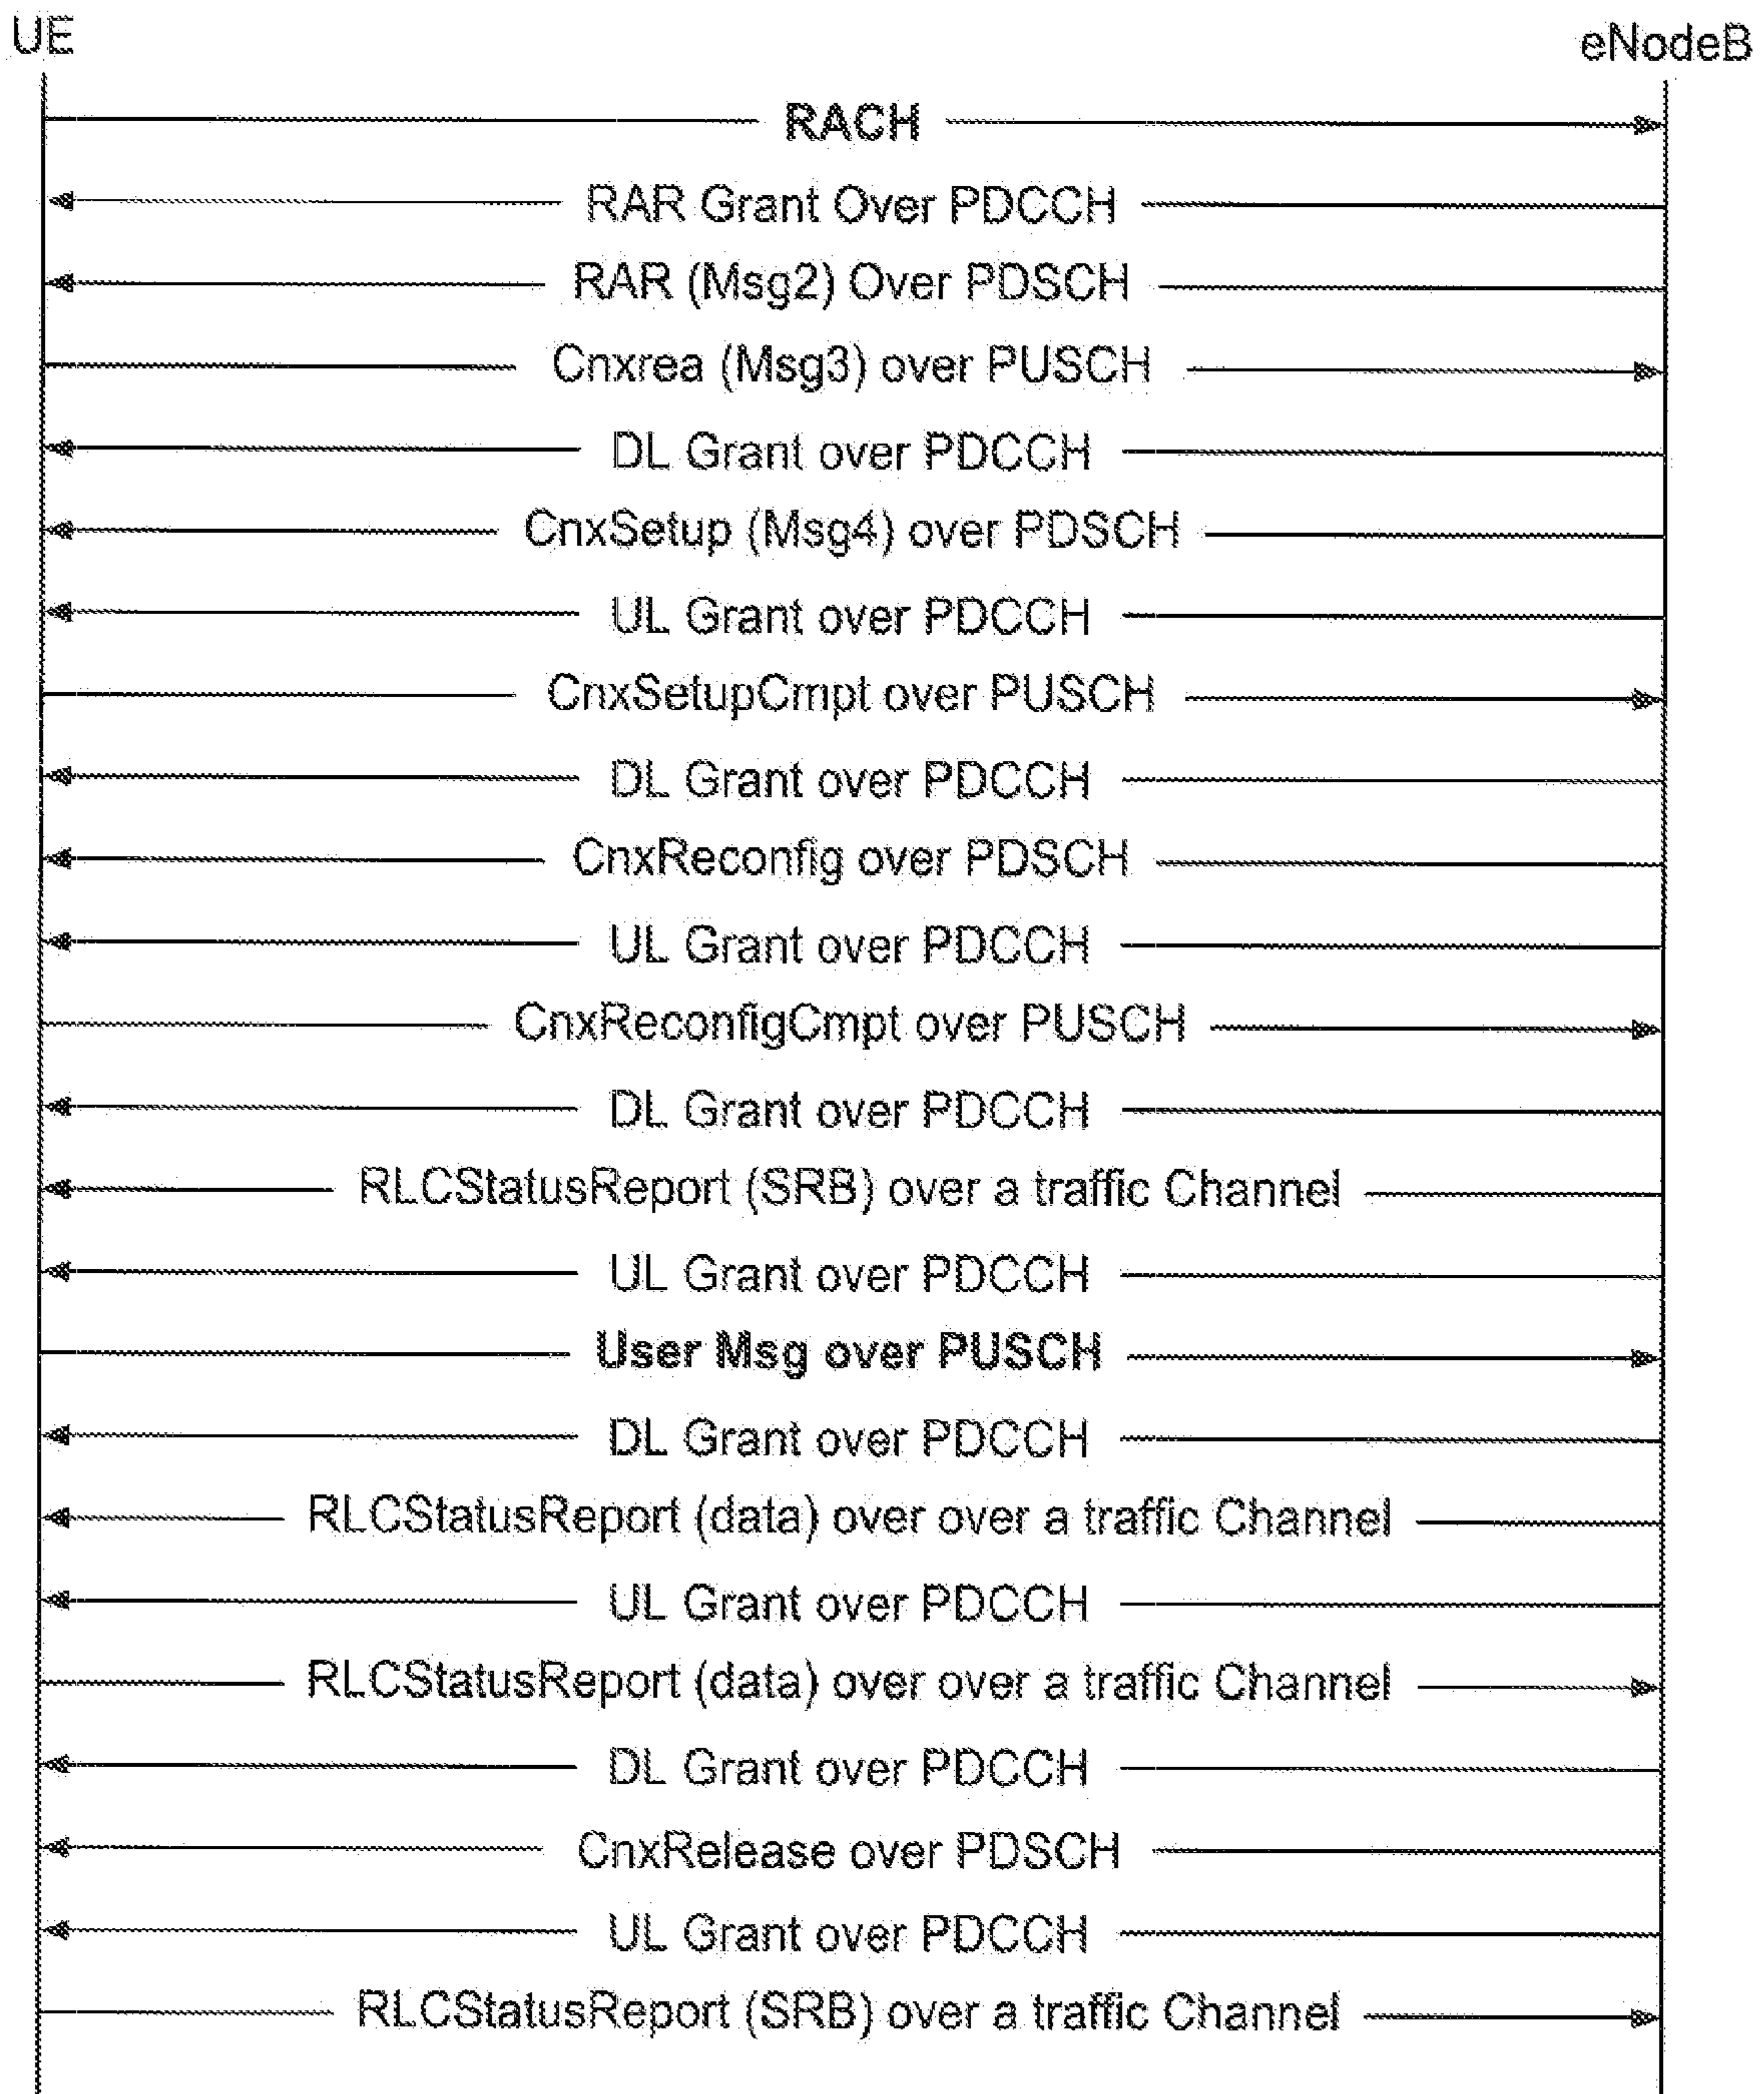 UE
eNodeB
RACH
RAR Grant Over PDCCH
RAR (Msg2) Over PDSCH
Cnxrea (Msg3) over PUSCH
DL Grant over PDCCH
CnxSetup (Msg4) over PDSCH
UL Grant over PDCCH
CnxSetupCmpt over PUSCH
DL Grant over PDCCH
CnxReconfig over PDSCH
UL Grant over PDCCH
CnxReconfigCmpt over PUSCH
DL Grant over PDCCH
RLCStatusReport (SRB) over a traffic Channel
UL Grant over PDCCH
User Msg over PUSCH
DL Grant over PDCCH
RLCStatusReport (data) over over a traffic Channel
UL Grant over PDCCH
RLCStatusReport (data) over over a traffic Channel
DL Grant over PDCCH
CnxRelease over PDSCH
UL Grant over PDCCH
RLCStatusReport (SRB) over a traffic Channel